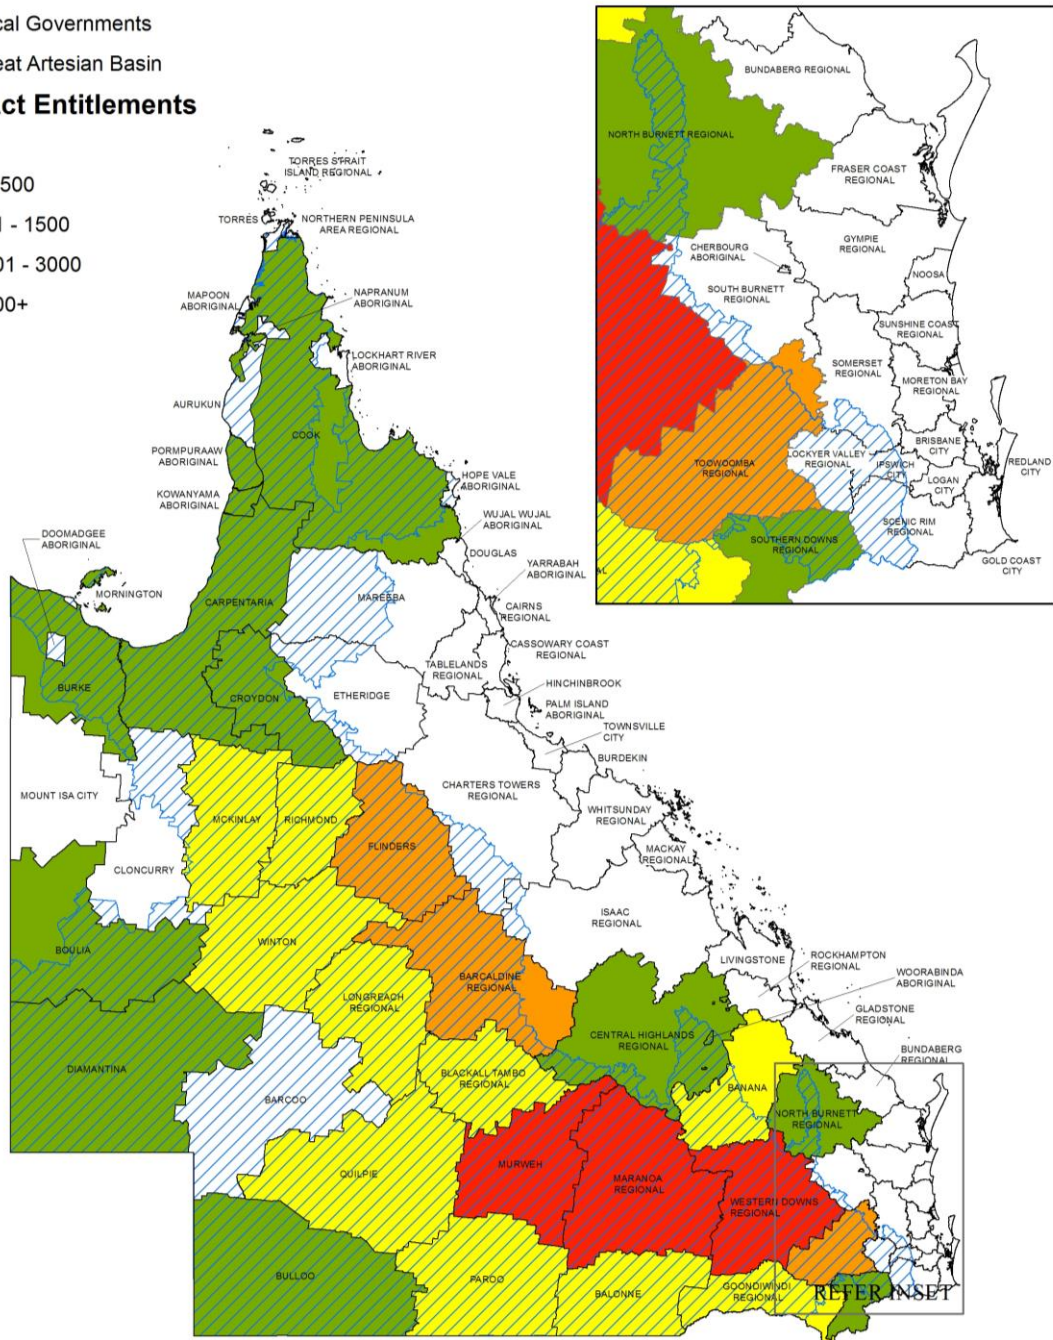 cal Governments
eat Artesian Basin
ct Entitlements
500
1 - 1500
01 - 3000
00+
TORRES STRAIT
ISLAND REGIONAL
TORRES
NORTHERN PENINSULA
AREA REGIONAL
MAPOON
ABORIGINAL
NAPRANUM
ABORIGINAL
LOCKHART RIVER
ABORIGINAL
AURUKUN
COOK
PORMPURAAW
ABORIGINAL
HOPE VALE
ABORIGINAL
KOWANYAMA
ABORIGINAL
WUJAL WUJAL
ABORIGINAL
DOOMADGEE
ABORIGINAL
DOUGLAS
YARRABAH
ABORIGINAL
MORNINGTON
CARPENTARIA
MAREEBA
CAIRNS
REGIONAL
CASSOWARY COAST
REGIONAL
TABLELANDS
REGIONAL
BURKE
CROYDON
ETHERIDGE
HINCHINBROOK
PALM ISLAND
ABORIGINAL
TOWNSVILLE
CITY
BURDEKIN
MOUNT ISA CITY
CHARTERS TOWERS
REGIONAL
MCKINLAY
RICHMOND
WHITSUNDAY
REGIONAL
FLINDERS
MACKAY
REGIONAL
CLONCURRY
ISAAC
REGIONAL
BOULIA
WINTON
LIVINGSTONE
ROCKHAMPTON
REGIONAL
WOORABINDA
ABORIGINAL
BARCALDINE
REGIONAL
LONGREACH
REGIONAL
GLADSTONE
REGIONAL
CENTRAL HIGHLANDS
REGIONAL
BUNDABERG
REGIONAL
DIAMANTINA
BLACKALL TAMBO
REGIONAL
BANANA
BARCOO
NORTH BURNETT
REGIONAL
QUILPIE
MURWEH
MARANOA
REGIONAL
WESTERN DOWNS
REGIONAL
BULLOO
PAROO
BALONNE
GOONDIWINDI
REGIONAL
REFER INSET
BUNDABERG REGIONAL
NORTH BURNETT REGIONAL
FRASER COAST
REGIONAL
CHERBOURG
ABORIGINAL
GYMPIE
REGIONAL
NOOSA
SOUTH BURNETT
REGIONAL
SUNSHINE COAST
REGIONAL
SOMERSET
REGIONAL
MORETON BAY
REGIONAL
BRISBANE
CITY
LOCKYER VALLEY
REGIONAL
IPSWICH
CITY
REDLAND
CITY
TOOWOOMBA
REGIONAL
LOGAN
CITY
SCENIC RIM
REGIONAL
SOUTHERN DOWNS
REGIONAL
GOLD COAST
CITY
AL